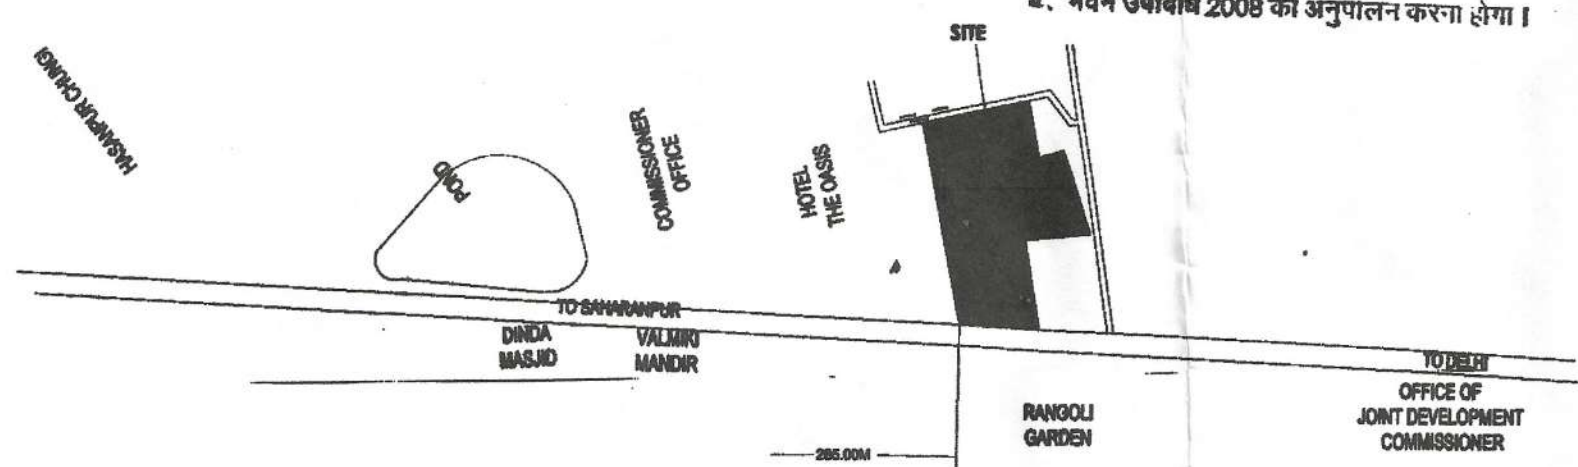 2. भवन उपविधि 2008 का अनुपालन करना होगा ।
SITE
HASANPUR CHUNGI
POND
COMMISSIONER
OFFICE
HOTEL
THE OASIS
TO SAHARANPUR
DINDA
MASJID
VALMIKI
MANDIR
TO DELHI
OFFICE OF
JOINT DEVELOPMENT
COMMISSIONER
RANGOLI
GARDEN
265.00M